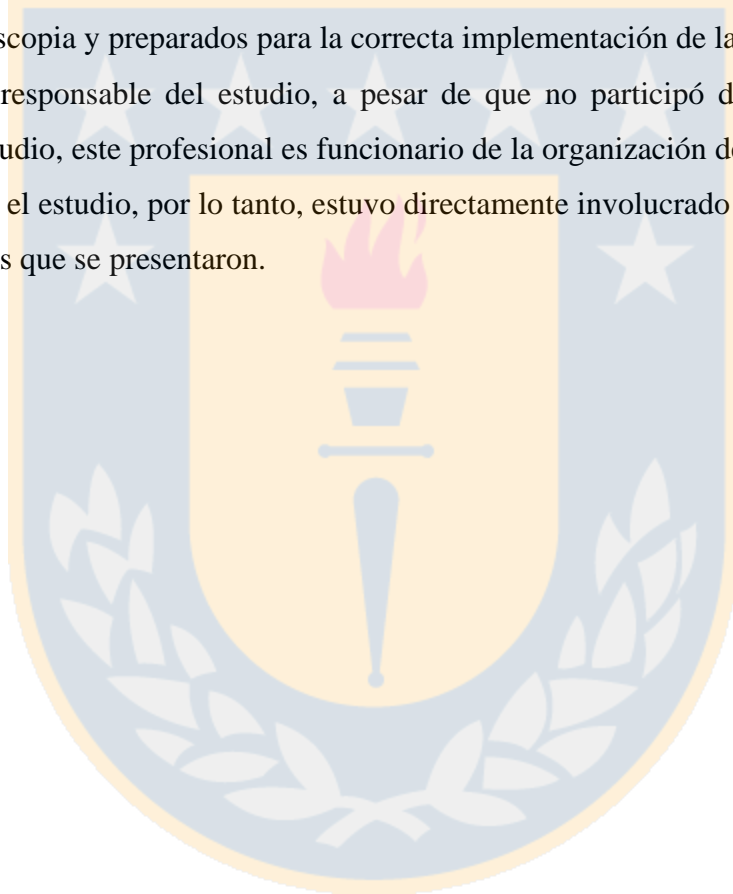 scopia y preparados para la correcta implementación de la
responsable del estudio, a pesar de que no participó d
udio, este profesional es funcionario de la organización d
el estudio, por lo tanto, estuvo directamente involucrado
s que se presentaron.